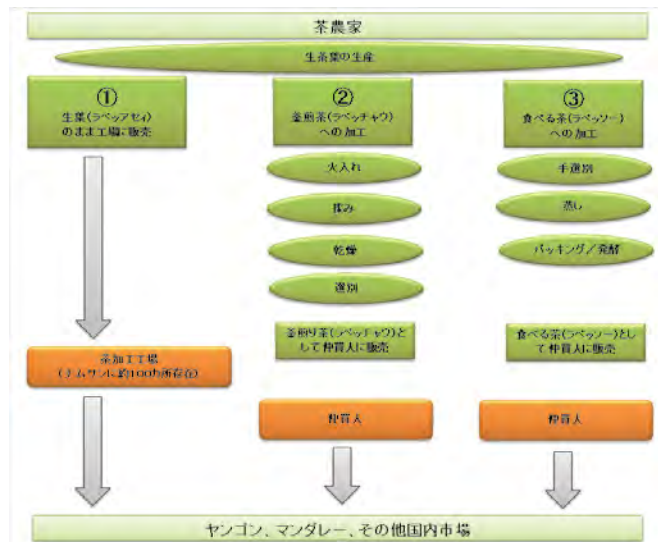 茶農家
生茶葉の生産
①
生葉(ラペッアセイ)
のまま工場に販売
②
釜煎茶(ラペッチャウ)
への加工
③
食べる茶(ラペッソー)
への加工
火入れ
揉み
乾燥
選別
手選別
蒸し
パッキング／発酵
釜煎り茶(ラペッチャウ)と
して仲買人に販売
食べる茶(ラペッソー)とし
て仲買人に販売
茶加工工場
(ナムサンに約100カ所存在)
仲買人
仲買人
ヤンゴン、マンダレー、その他国内市場